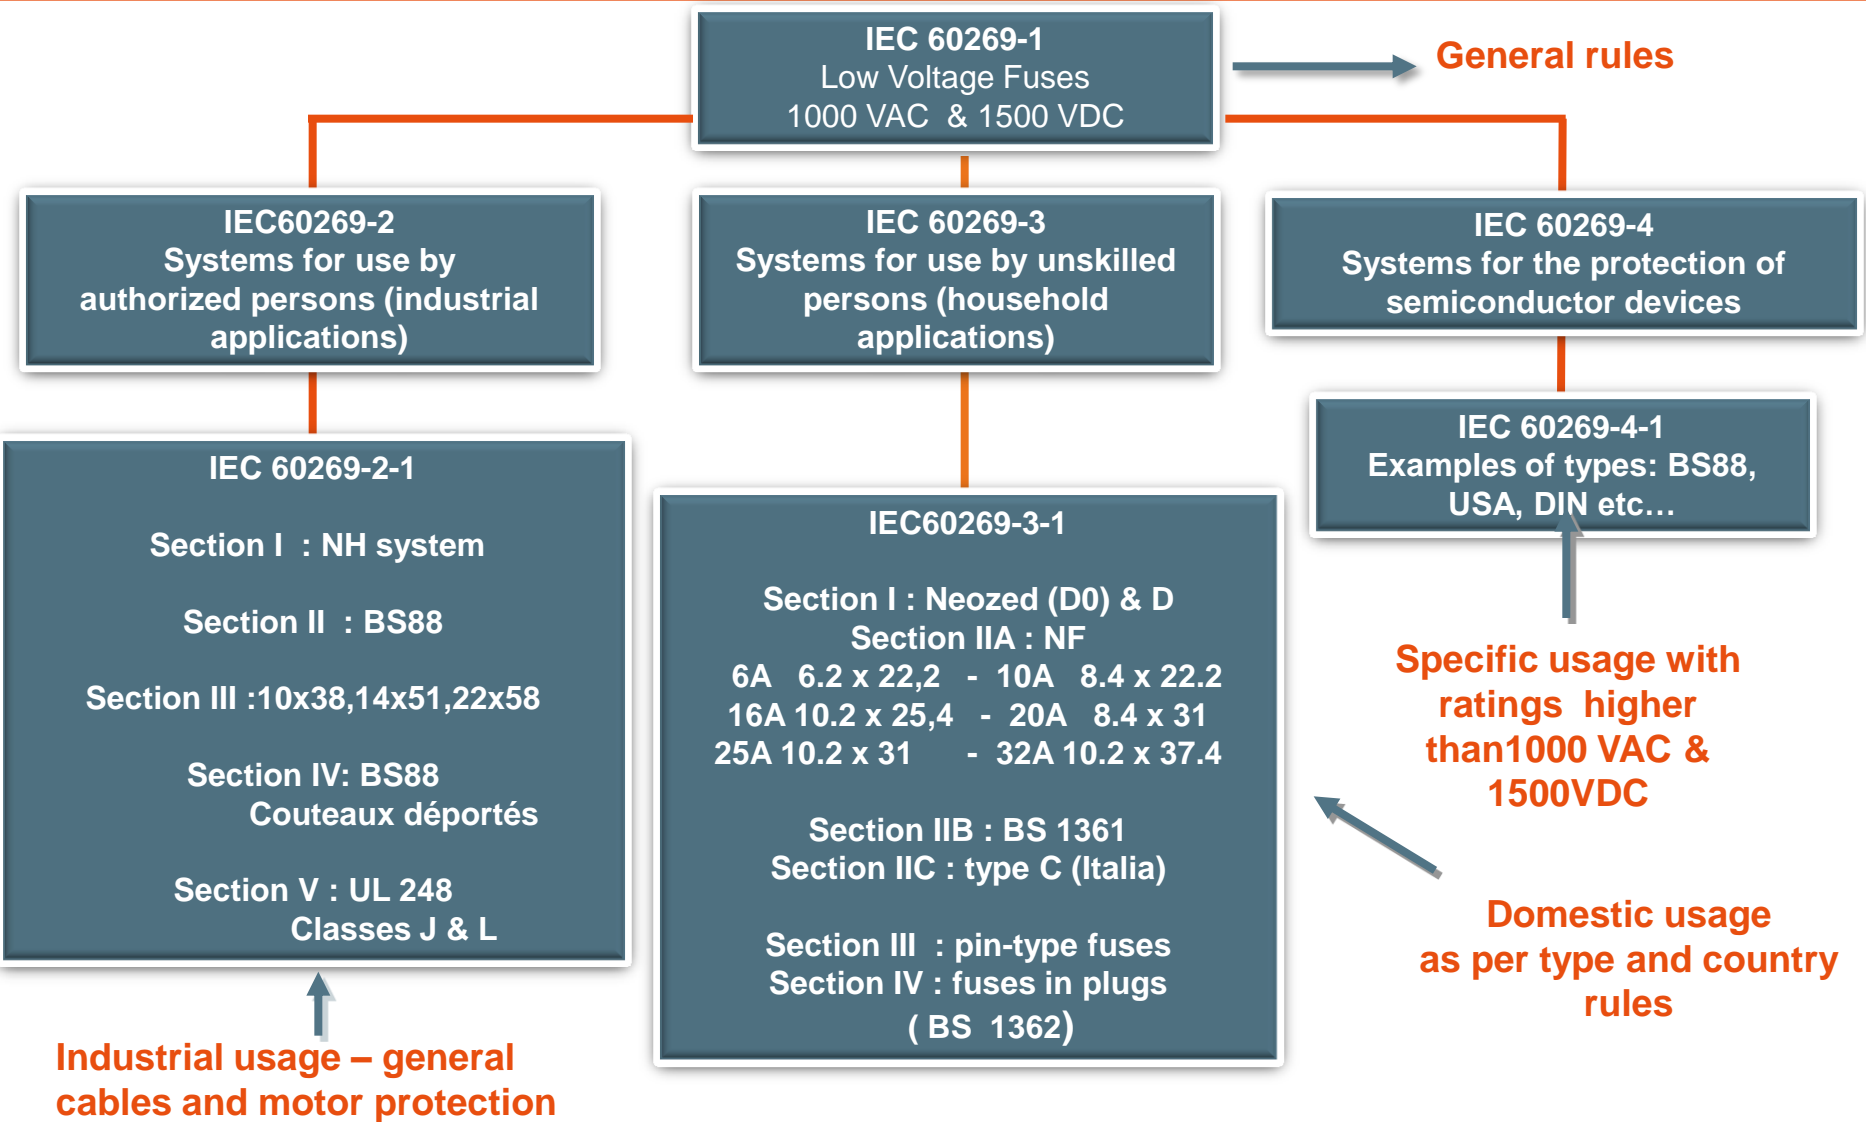 IEC 60269-1
Low Voltage Fuses
1000 VAC & 1500 VDC
General rules
IEC60269-2
Systems for use by
authorized persons (industrial
applications)
IEC 60269-3
Systems for use by unskilled
persons (household
applications)
IEC 60269-4
Systems for the protection of
semiconductor devices
IEC 60269-2-1
Section I : NH system
Section II : BS88
Section III :10x38,14x51,22x58
Section IV: BS88
Couteaux déportés
Section V : UL 248
Classes J & L
IEC60269-3-1
Section I : Neozed (D0) & D
Section IIA : NF
6A 6.2 x 22,2 - 10A 8.4 x 22.2
16A 10.2 x 25,4 - 20A 8.4 x 31
25A 10.2 x 31 - 32A 10.2 x 37.4
Section IIB : BS 1361
Section IIC : type C (Italia)
Section III : pin-type fuses
Section IV : fuses in plugs
( BS 1362)
IEC 60269-4-1
Examples of types: BS88,
USA, DIN etc…
Specific usage with
ratings higher
than1000 VAC &
1500VDC
Domestic usage
as per type and country
rules
Industrial usage – general
cables and motor protection